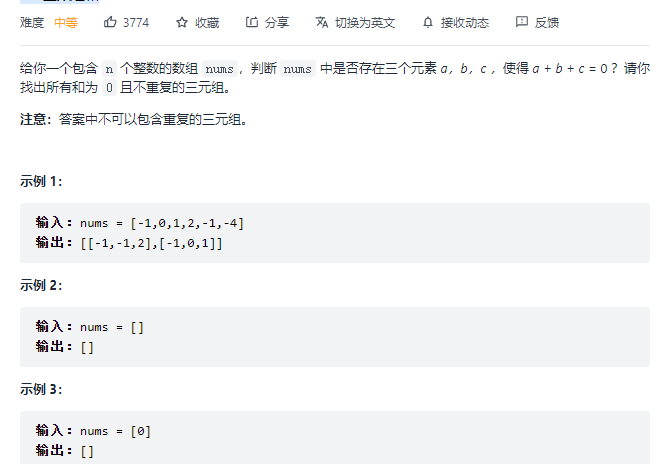 难度 中等 3774 收藏 分享 切换为英文 接收动态 反馈
给你一个包含 n 个整数的数组 nums，判断 nums 中是否存在三个元素 a，b，c ，使得 a + b + c = 0 ？请你
找出所有和为 0 且不重复的三元组。
注意：答案中不可以包含重复的三元组。
示例 1：
输入：nums = [-1,0,1,2,-1,-4]
输出：[[-1,-1,2],[-1,0,1]]
示例 2：
输入：nums = []
输出：[]
示例 3：
输入：nums = [0]
输出：[]